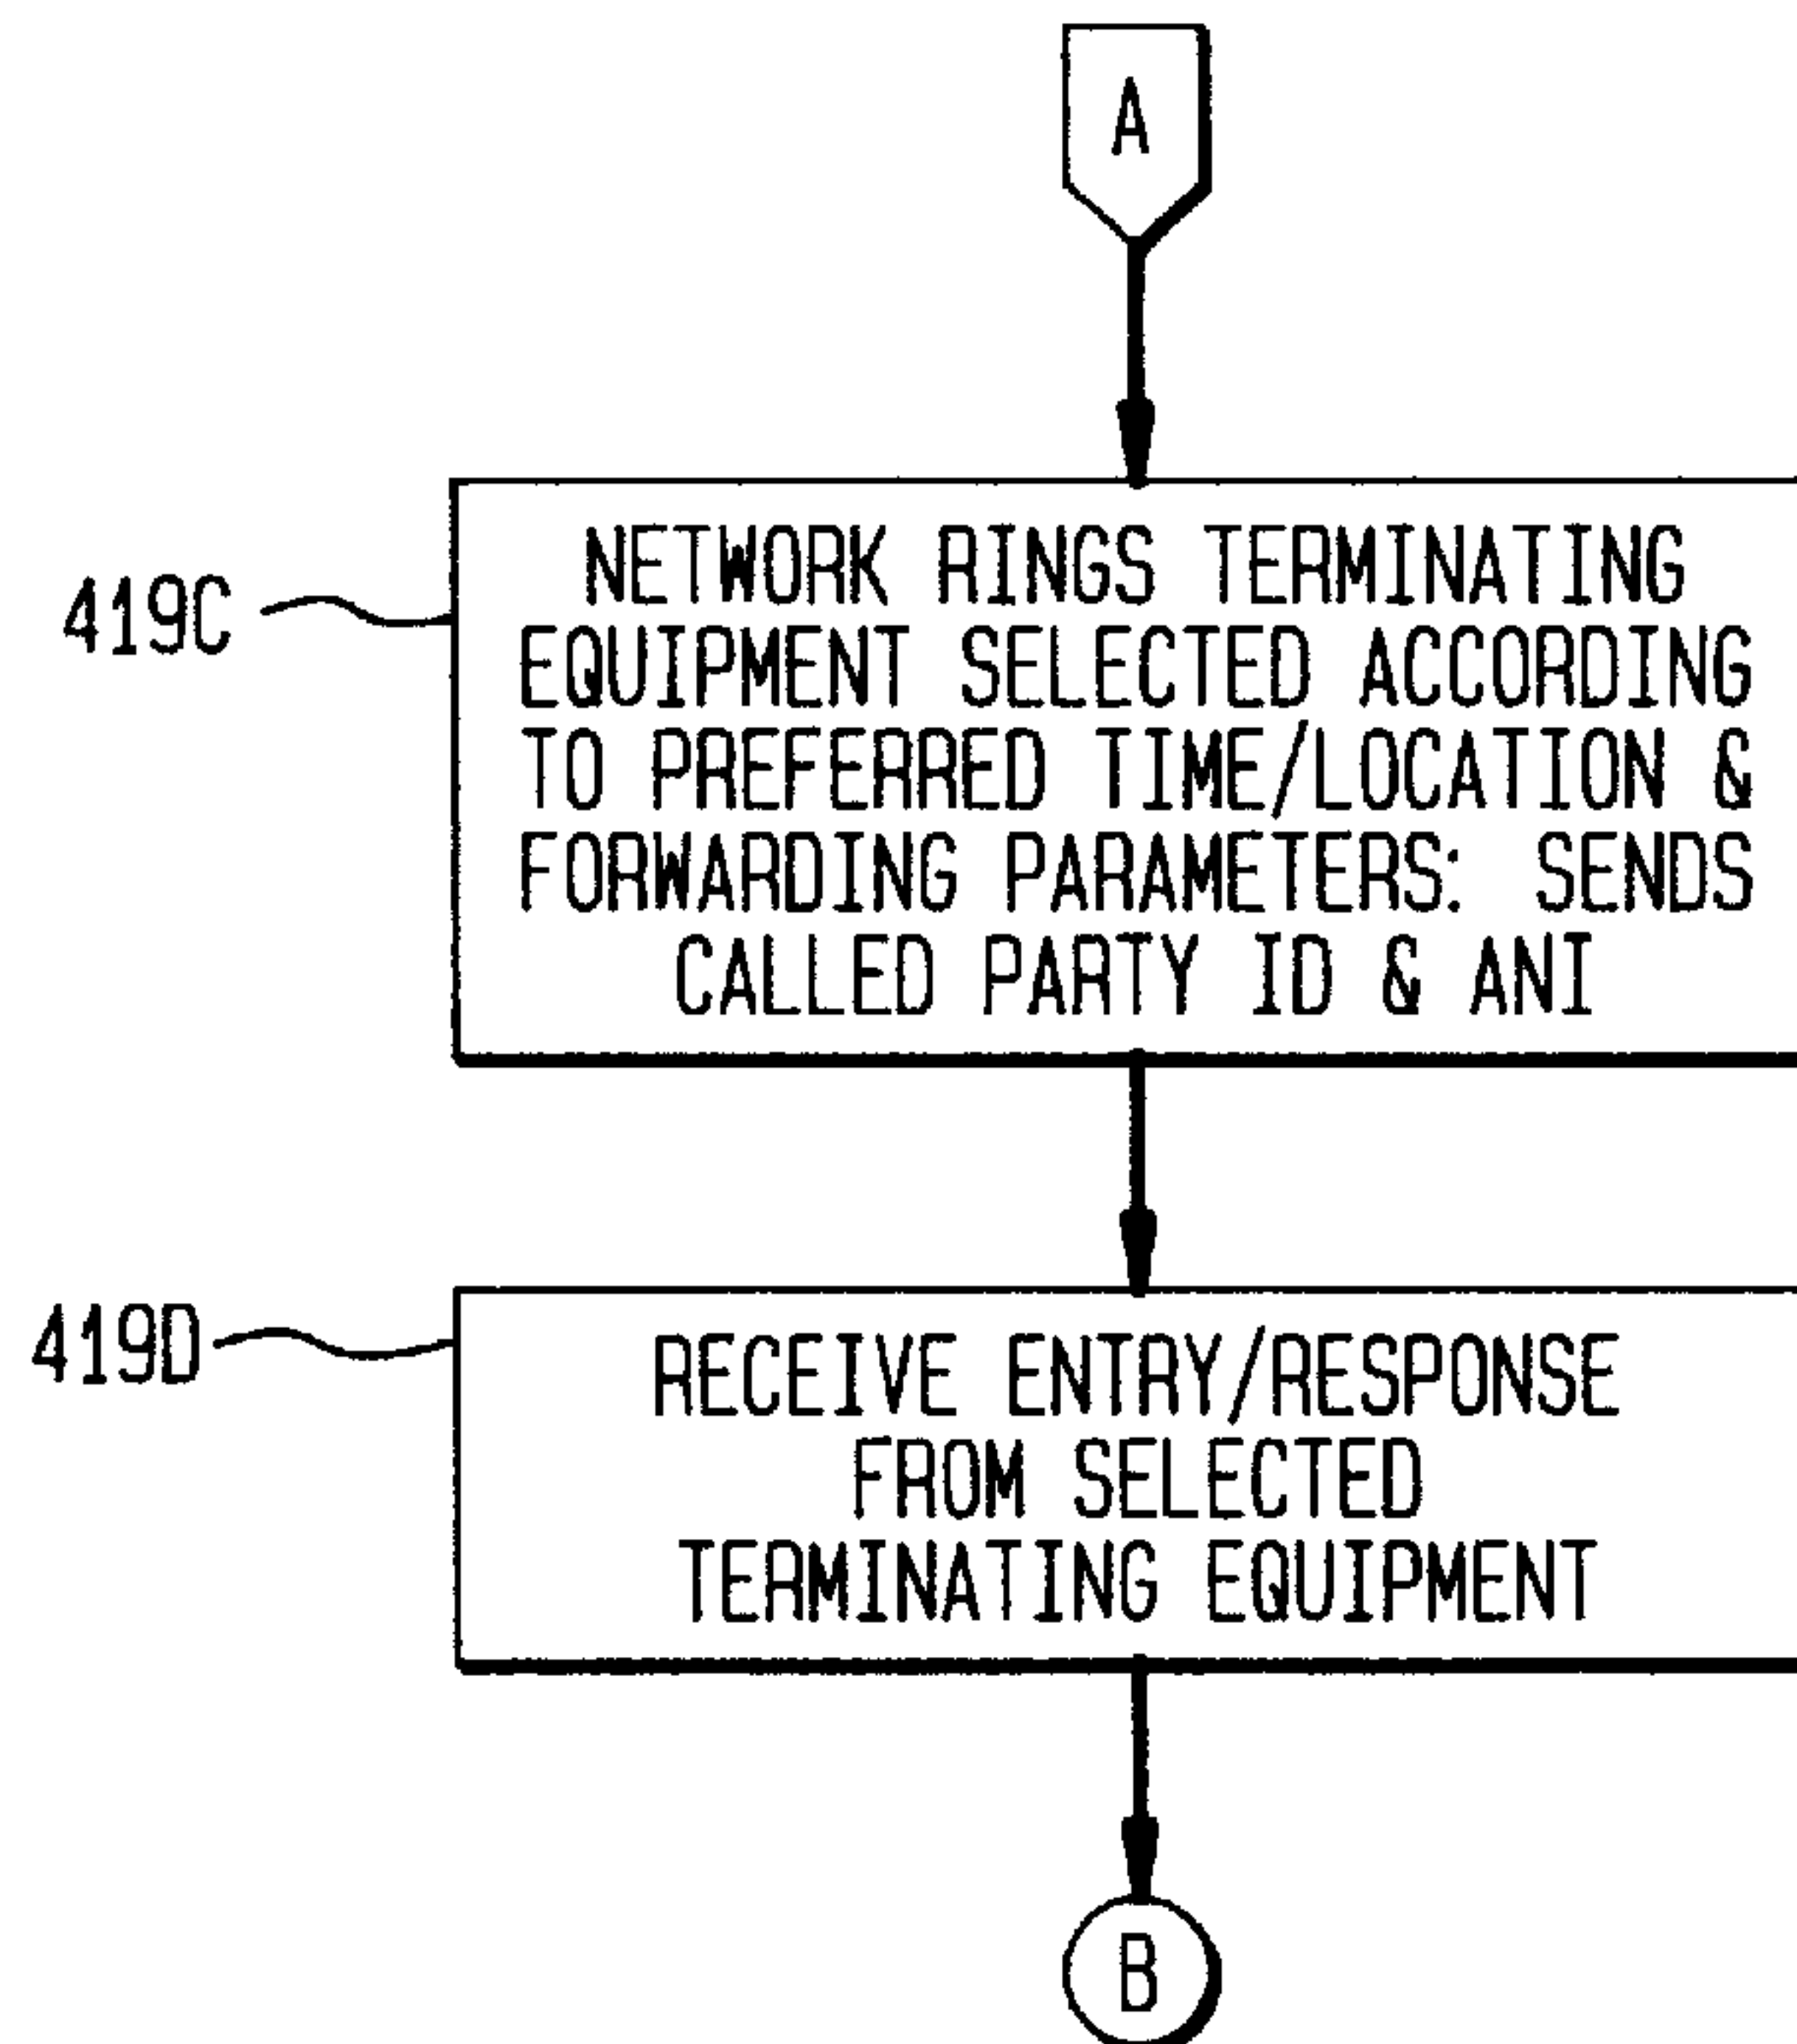 A
419C
NETWORK RINGS TERMINATING
EQUIPMENT SELECTED ACCORDING
TO PREFERRED TIME/LOCATION &
FORWARDING PARAMETERS: SENDS
CALLED PARTY ID & ANI
419D
RECEIVE ENTRY/RESPONSE
FROM SELECTED
TERMINATING EQUIPMENT
B